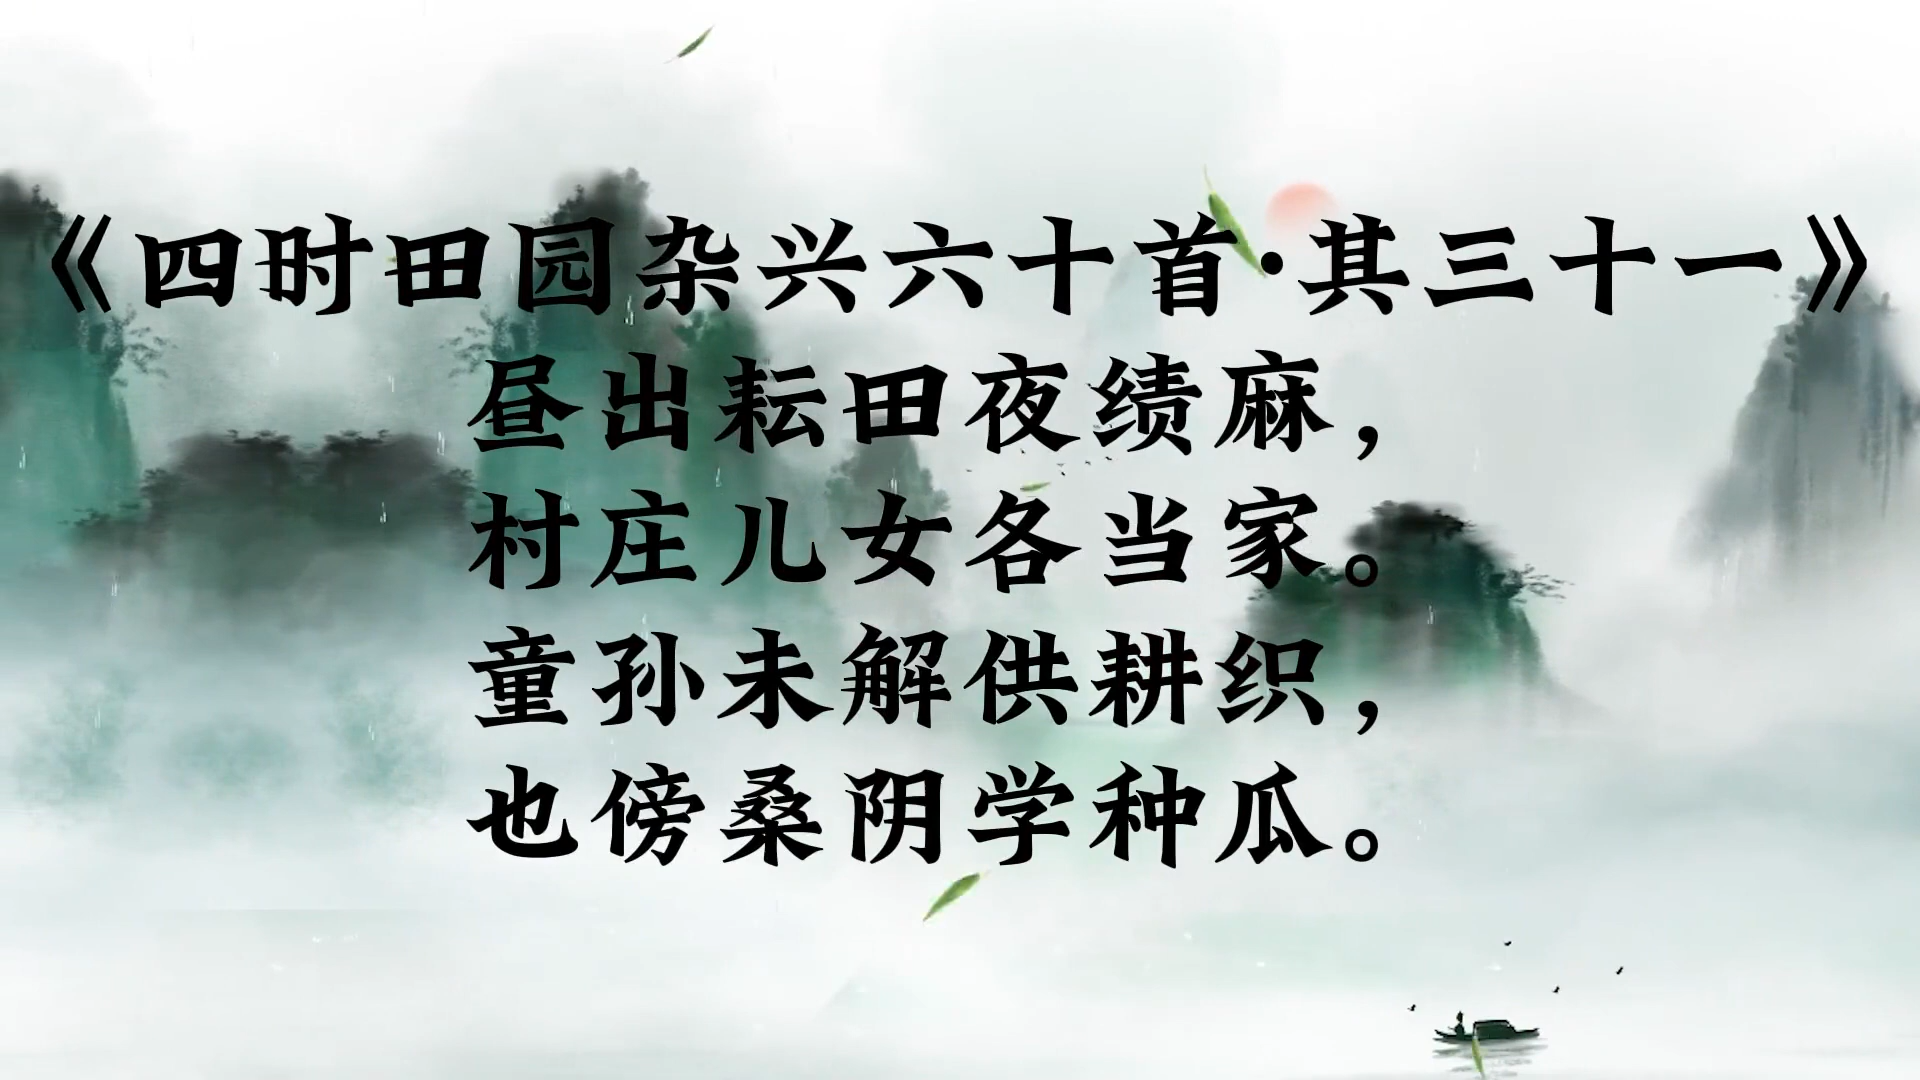 《四时田园杂兴六十首·其三十一》
昼出耘田夜绩麻，
村庄儿女各当家。
童孙未解供耕织，
也傍桑阴学种瓜。